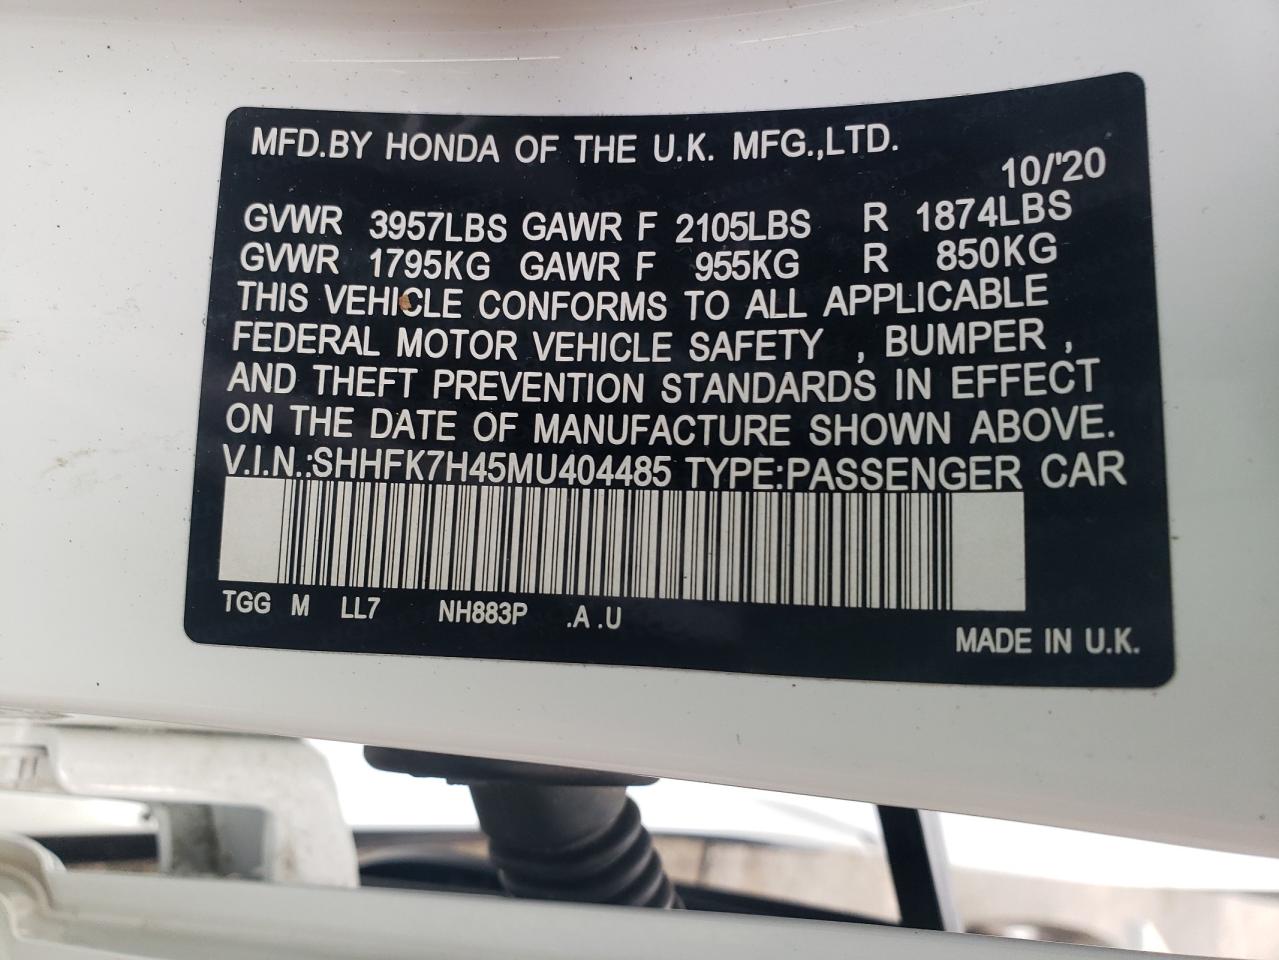 MFD.BY HONDA OF THE U.K. MFG.,LTD.
10/'20
GVWR 3957LBS GAWR F 2105LBS R 1874LBS
GVWR 1795KG GAWR F 955KG R 850KG
THIS VEHICLE CONFORMS TO ALL APPLICABLE
FEDERAL MOTOR VEHICLE SAFETY , BUMPER ,
AND THEFT PREVENTION STANDARDS IN EFFECT
ON THE DATE OF MANUFACTURE SHOWN ABOVE.
V.I.N.:SHHFK7H45MU404485 TYPE:PASSENGER CAR
TGG M LL7 NH883P .A .U
MADE IN U.K.